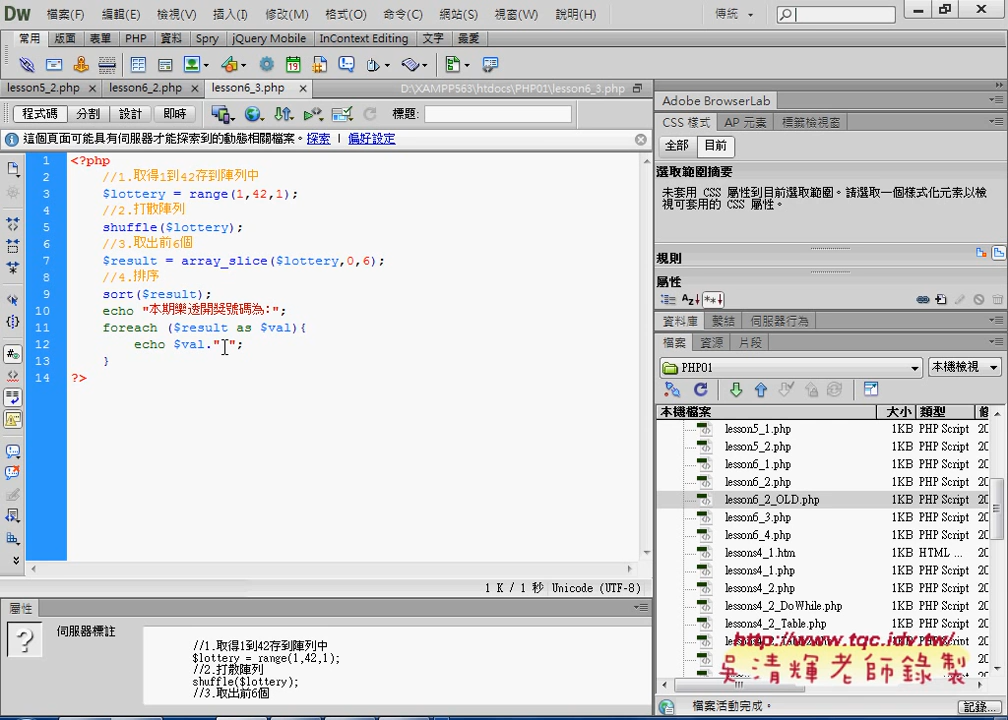 Dw 檔案(F) 編輯(E) 檢視(V) 插入(I) 修改(M) 格式(O) 命令(C) 網站(S) 視窗(W) 說明(H) 傳統
常用 版面 表單 PHP 資料 Spry jQuery Mobile InContext Editing 文字 最愛
lesson5_2.php lesson6_2.php lesson6_3.php D:\XAMPP563\htdocs\PHP01\lesson6_3.php
程式碼 分割 設計 即時 標題:
這個頁面可能具有伺服器才能探索到的動態相關檔案。 探索 偏好設定
1 <?php
2 //1.取得1到42存到陣列中
3 $lottery = range(1,42,1);
4 //2.打散陣列
5 shuffle($lottery);
6 //3.取出前6個
7 $result = array_slice($lottery,0,6);
8 //4.排序
9 sort($result);
10 echo "本期樂透開獎號碼為:";
11 foreach ($result as $val){
12 echo $val." ";
13 }
14 ?>
1 K / 1 秒 Unicode (UTF-8)
屬性
伺服器標註
//1.取得1到42存到陣列中
$lottery = range(1,42,1);
//2.打散陣列
shuffle($lottery);
//3.取出前6個
Adobe BrowserLab
CSS 樣式 AP 元素 標籤檢視窗
全部 目前
選取範圍摘要
未套用 CSS 屬性到目前選取範圍。請選取一個樣式化元素以檢
視可套用的 CSS 屬性。
規則
屬性
資料庫 繫結 伺服器行為
檔案 資源 片段
PHP01 本機檢視
本機檔案 大小 類型
lesson5_1.php 1KB PHP Script 20
lesson5_2.php 1KB PHP Script 20
lesson6_1.php 1KB PHP Script 20
lesson6_2.php 1KB PHP Script 20
lesson6_2_OLD.php 1KB PHP Script 20
lesson6_3.php 1KB PHP Script 20
lesson6_4.php 1KB PHP Script 20
lessons4_1.htm 1KB HTML ... 20
lessons4_1.php 1KB PHP Script 20
lessons4_2.php 1KB PHP Script 20
lessons4_2_DoWhile.php 1KB PHP Script 20
lessons4_2_Table.php 1KB PHP Script 20
http://www.tqc.idv.tw/
吳清輝老師錄製
檔案活動完成。 記錄...